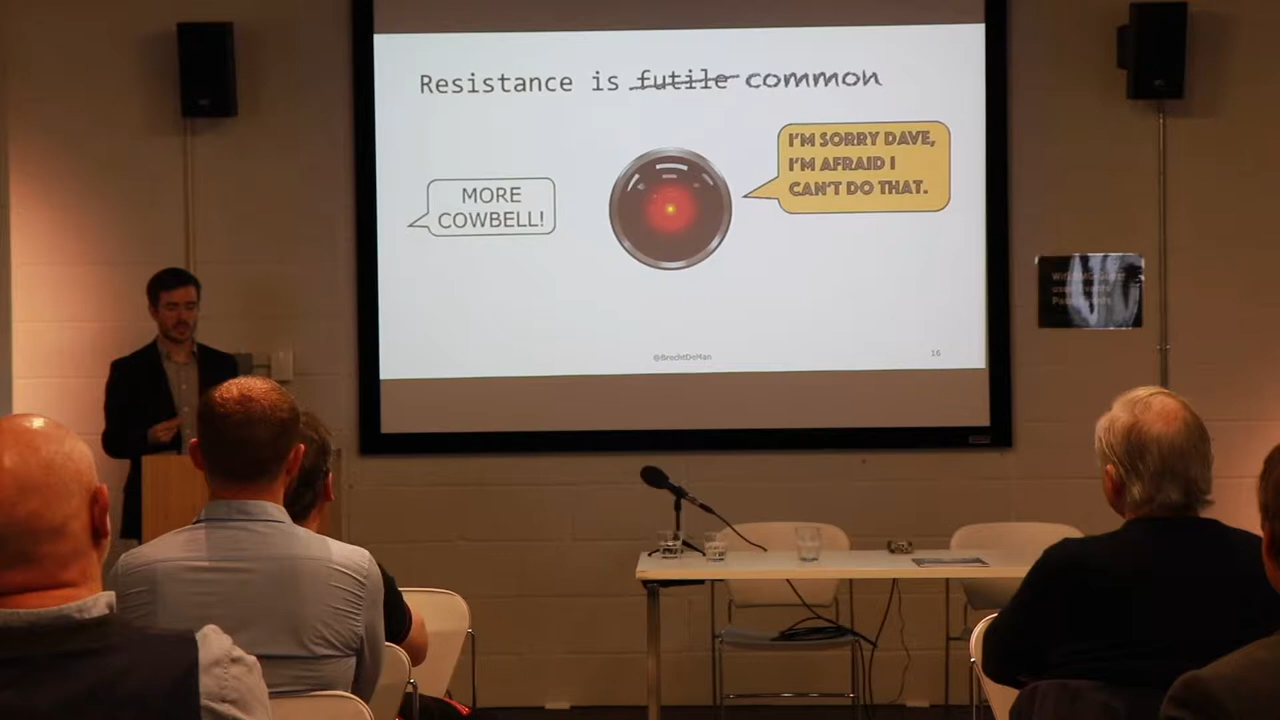 Resistance is futile common
I'M SORRY DAVE,
I'M AFRAID I
CAN'T DO THAT.
MORE
COWBELL!
@BrechtDeMan
16